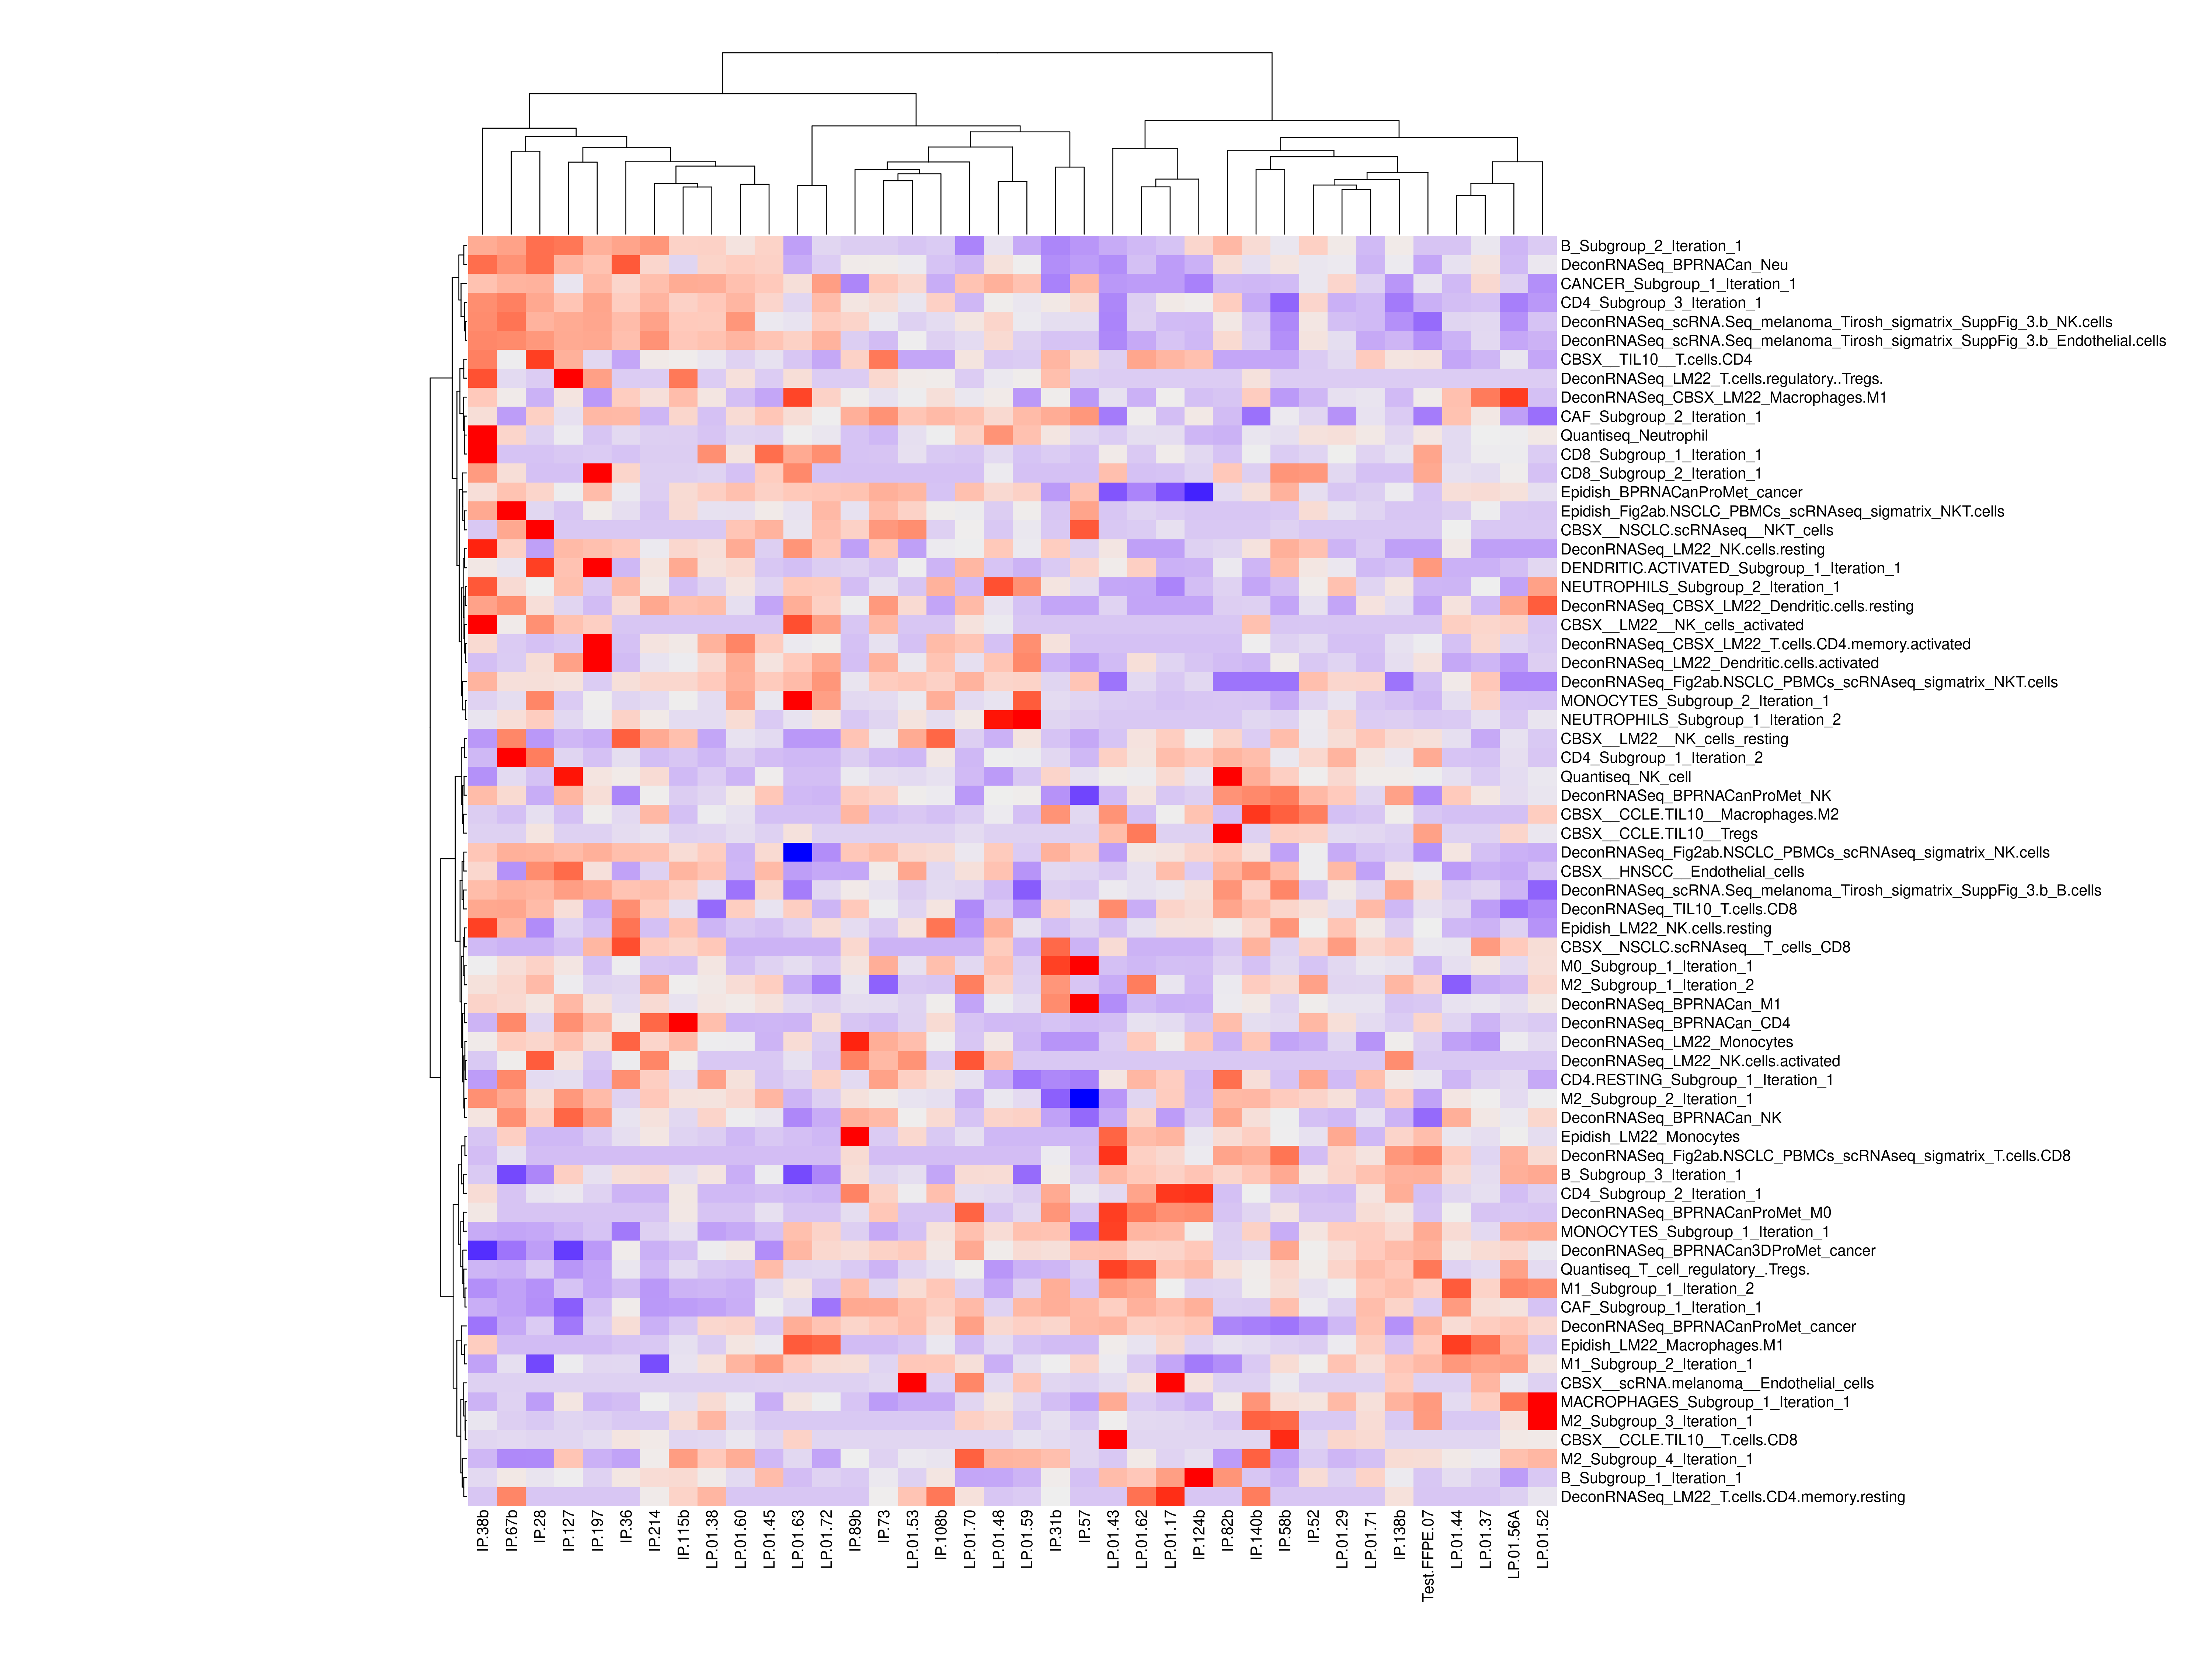 B_Subgroup_2_Iteration_1
DeconRNASeq_BPRNACan_Neu
CANCER_Subgroup_1_Iteration_1
CD4_Subgroup_3_Iteration_1
DeconRNASeq_scRNA.Seq_melanoma_Tirosh_sigmatrix_SuppFig_3.b_NK.cells
DeconRNASeq_scRNA.Seq_melanoma_Tirosh_sigmatrix_SuppFig_3.b_Endothelial.cells
CBSX__TIL10__T.cells.CD4
DeconRNASeq_LM22_T.cells.regulatory..Tregs.
DeconRNASeq_CBSX_LM22_Macrophages.M1
CAF_Subgroup_2_Iteration_1
Quantiseq_Neutrophil
CD8_Subgroup_1_Iteration_1
CD8_Subgroup_2_Iteration_1
Epidish_BPRNACanProMet_cancer
Epidish_Fig2ab.NSCLC_PBMCs_scRNAseq_sigmatrix_NKT.cells
CBSX__NSCLC.scRNAseq__NKT_cells
DeconRNASeq_LM22_NK.cells.resting
DENDRITIC.ACTIVATED_Subgroup_1_Iteration_1
NEUTROPHILS_Subgroup_2_Iteration_1
DeconRNASeq_CBSX_LM22_Dendritic.cells.resting
CBSX__LM22__NK_cells_activated
DeconRNASeq_CBSX_LM22_T.cells.CD4.memory.activated
DeconRNASeq_LM22_Dendritic.cells.activated
DeconRNASeq_Fig2ab.NSCLC_PBMCs_scRNAseq_sigmatrix_NKT.cells
MONOCYTES_Subgroup_2_Iteration_1
NEUTROPHILS_Subgroup_1_Iteration_2
CBSX__LM22__NK_cells_resting
CD4_Subgroup_1_Iteration_2
Quantiseq_NK_cell
DeconRNASeq_BPRNACanProMet_NK
CBSX__CCLE.TIL10__Macrophages.M2
CBSX__CCLE.TIL10__Tregs
DeconRNASeq_Fig2ab.NSCLC_PBMCs_scRNAseq_sigmatrix_NK.cells
CBSX__HNSCC__Endothelial_cells
DeconRNASeq_scRNA.Seq_melanoma_Tirosh_sigmatrix_SuppFig_3.b_B.cells
DeconRNASeq_TIL10_T.cells.CD8
Epidish_LM22_NK.cells.resting
CBSX__NSCLC.scRNAseq__T_cells_CD8
M0_Subgroup_1_Iteration_1
M2_Subgroup_1_Iteration_2
DeconRNASeq_BPRNACan_M1
DeconRNASeq_BPRNACan_CD4
DeconRNASeq_LM22_Monocytes
DeconRNASeq_LM22_NK.cells.activated
CD4.RESTING_Subgroup_1_Iteration_1
M2_Subgroup_2_Iteration_1
DeconRNASeq_BPRNACan_NK
Epidish_LM22_Monocytes
DeconRNASeq_Fig2ab.NSCLC_PBMCs_scRNAseq_sigmatrix_T.cells.CD8
B_Subgroup_3_Iteration_1
CD4_Subgroup_2_Iteration_1
DeconRNASeq_BPRNACanProMet_M0
MONOCYTES_Subgroup_1_Iteration_1
DeconRNASeq_BPRNACan3DProMet_cancer
Quantiseq_T_cell_regulatory_.Tregs.
M1_Subgroup_1_Iteration_2
CAF_Subgroup_1_Iteration_1
DeconRNASeq_BPRNACanProMet_cancer
Epidish_LM22_Macrophages.M1
M1_Subgroup_2_Iteration_1
CBSX__scRNA.melanoma__Endothelial_cells
MACROPHAGES_Subgroup_1_Iteration_1
M2_Subgroup_3_Iteration_1
CBSX__CCLE.TIL10__T.cells.CD8
M2_Subgroup_4_Iteration_1
B_Subgroup_1_Iteration_1
DeconRNASeq_LM22_T.cells.CD4.memory.resting
IP.38b
IP.67b
IP.28
IP.127
IP.197
IP.36
IP.214
IP.115b
LP.01.38
LP.01.60
LP.01.45
LP.01.63
LP.01.72
IP.89b
IP.73
LP.01.53
IP.108b
LP.01.70
LP.01.48
LP.01.59
IP.31b
IP.57
LP.01.43
LP.01.62
LP.01.17
IP.124b
IP.82b
IP.140b
IP.58b
IP.52
LP.01.29
LP.01.71
IP.138b
Test.FFPE.07
LP.01.44
LP.01.37
LP.01.56A
LP.01.52